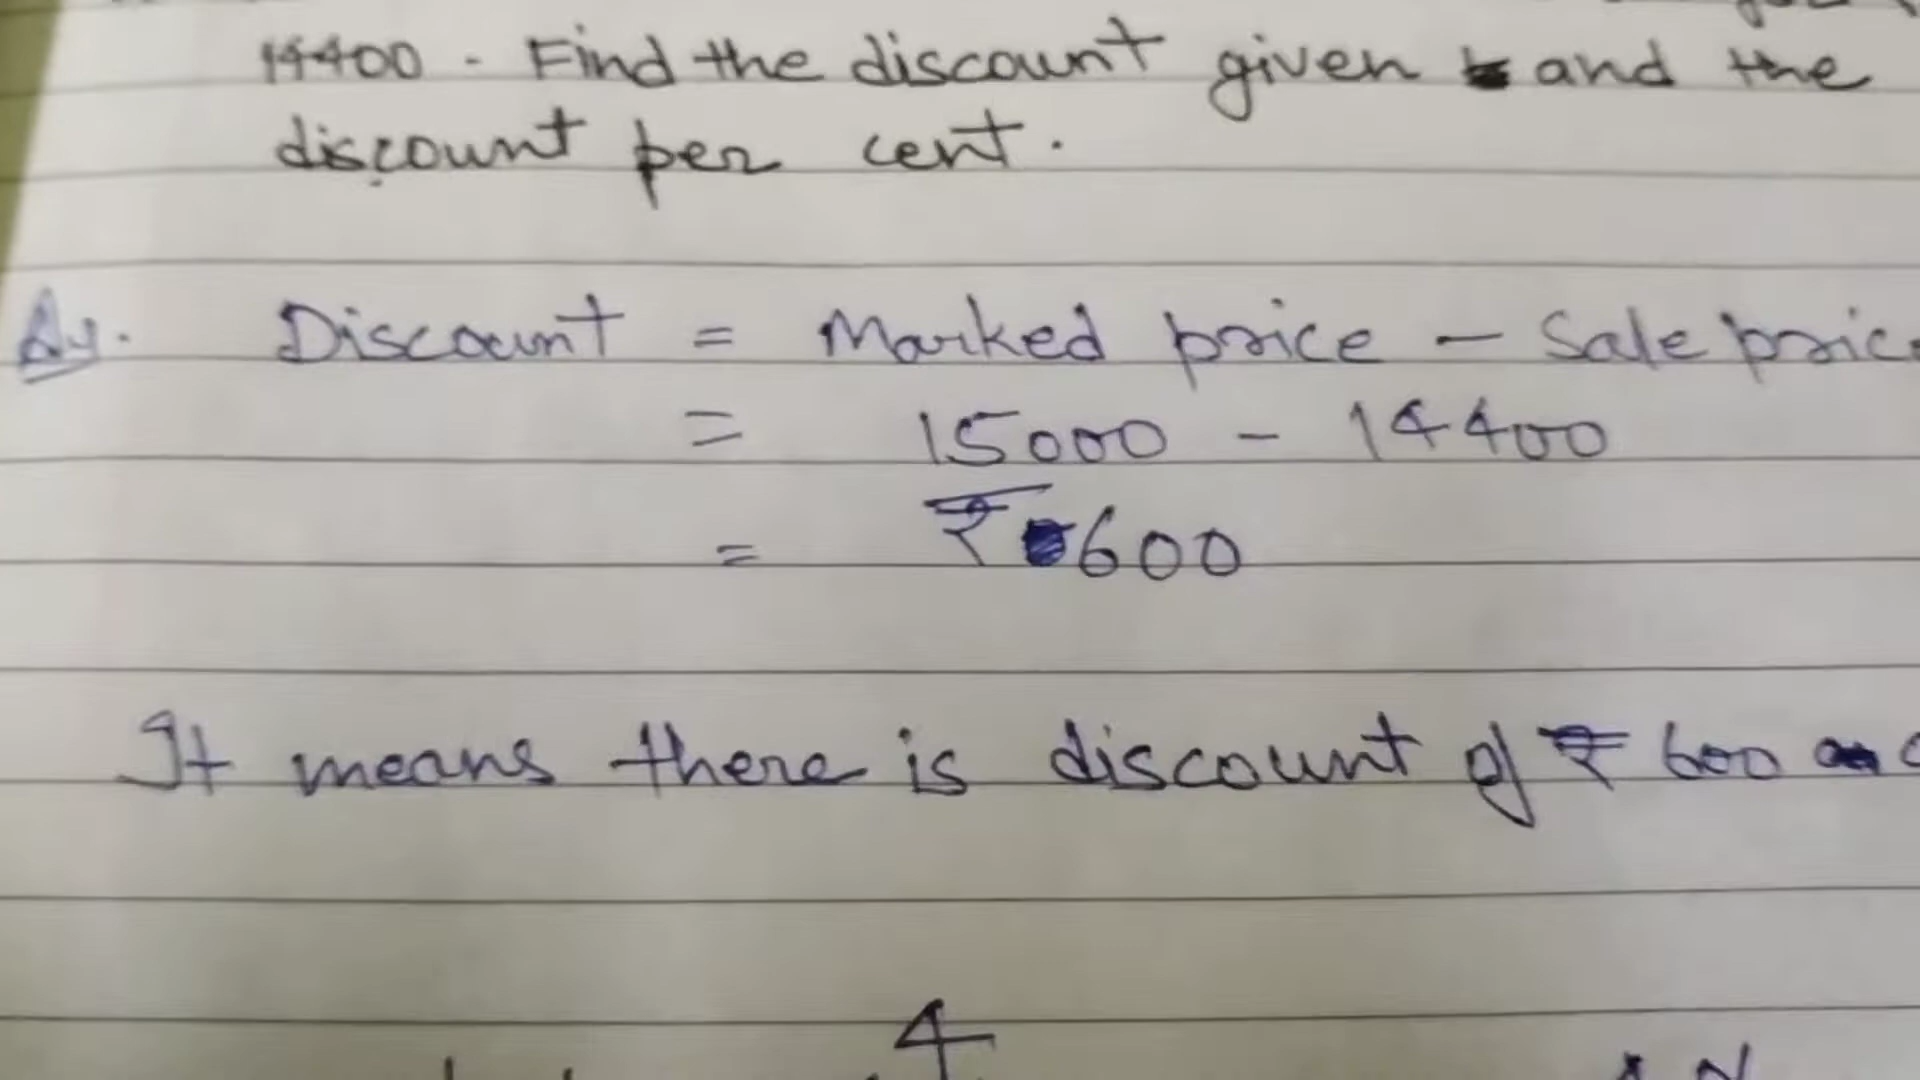 14400. Find the discount given and the
discount per cent.
Discount = Marked price - Sale price
= 15000 - 14400
= ₹ 600
It means there is discount of ₹ 600
4